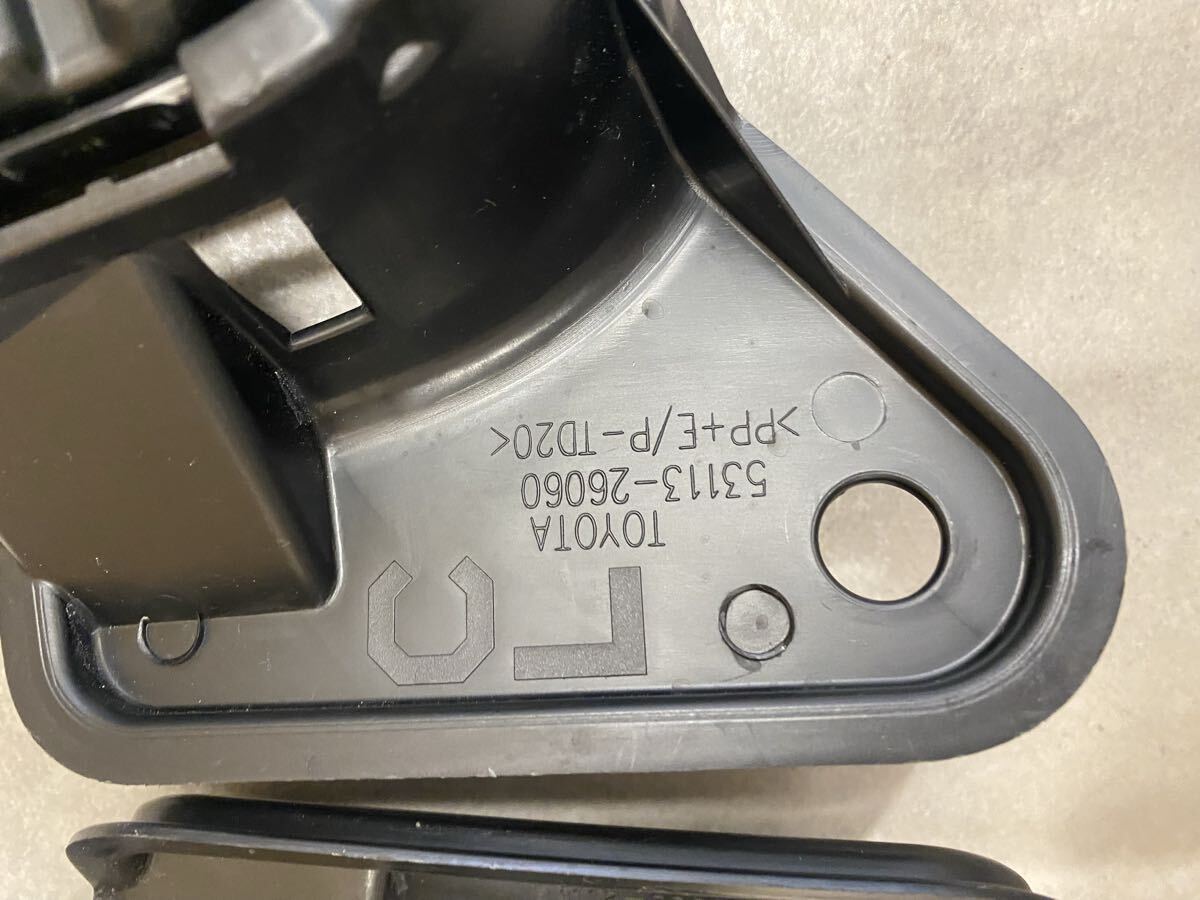 TOYOTA
53113-26060
>PP+E/P-TD20<
C
L